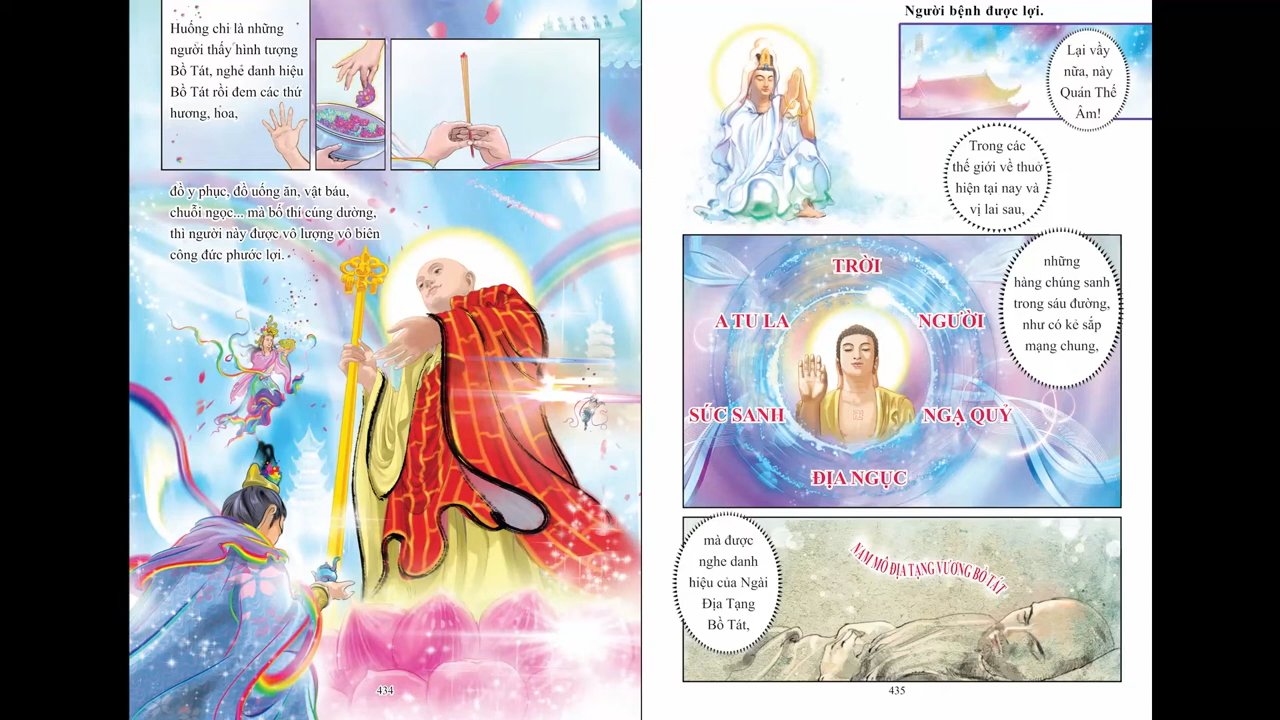 Huống chi là những
người thấy hình tượng
Bồ Tát, nghe danh hiệu
Bồ Tát rồi đem các thứ
hương, hoa,
đồ y phục, đồ uống ăn, vật báu,
chuỗi ngọc... mà bố thí cúng dường,
thì người này được vô lượng vô biên
công đức phước lợi.
434
Người bệnh được lợi.
Lại vầy
nữa, này
Quán Thế
Âm!
Trong các
thế giới về thuở
hiện tại nay và
vị lai sau,
những
hàng chúng sanh
trong sáu đường,
như có kẻ sắp
mạng chung,
TRỜI
A TU LA
NGƯỜI
SÚC SANH
NGẠ QUỶ
ĐỊA NGỤC
mà được
nghe danh
hiệu của Ngài
Địa Tạng
Bồ Tát,
NAM MÔ ĐỊA TẠNG VƯƠNG BỒ TÁT
435